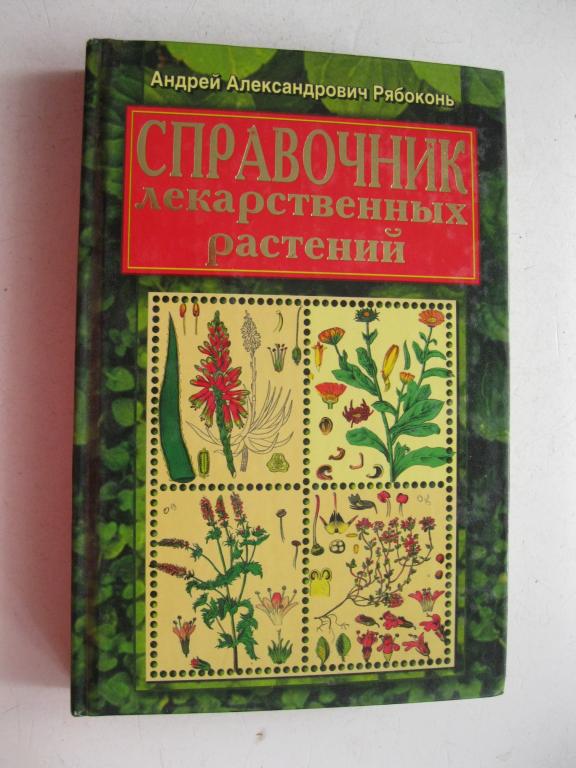 Андрей Александрович Рябоконь
СПРАВОЧНИК
лекарственных
растений